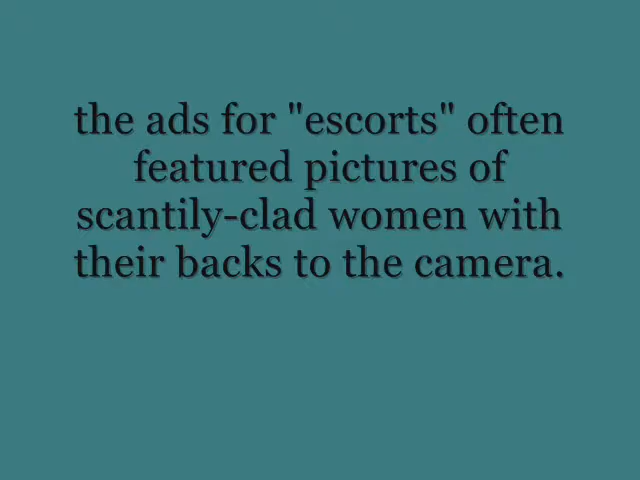 the ads for "escorts" often
featured pictures of
scantily-clad women with
their backs to the camera.